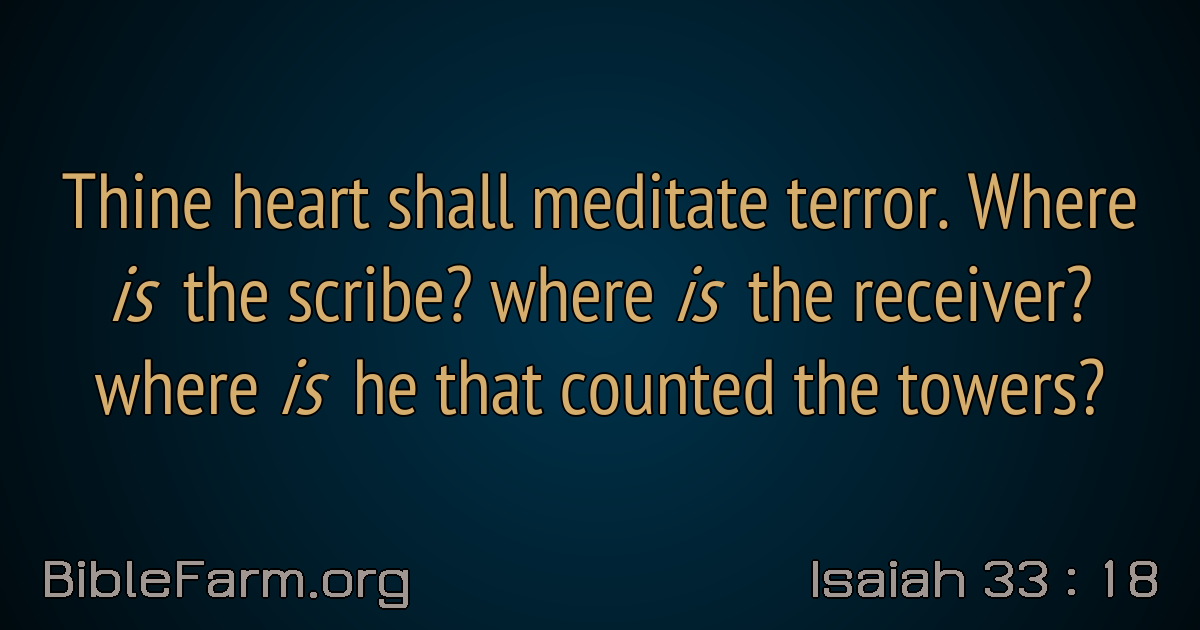 Thine heart shall meditate terror. Where
is the scribe? where is the receiver?
where is he that counted the towers?
BibleFarm.org
Isaiah 33 : 18